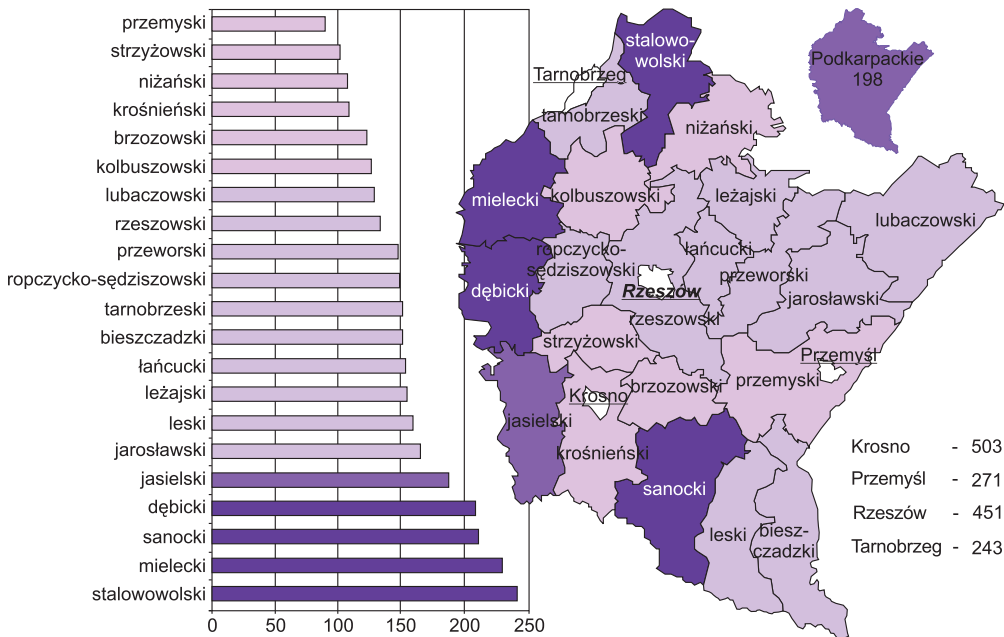 przemyski
strzyżowski
niżański
krośnieński
brzozowski
kolbuszowski
lubaczowski
rzeszowski
przeworski
ropczycko-sędziszowski
tarnobrzeski
bieszczadzki
łańcucki
leżajski
leski
jarosławski
jasielski
dębicki
sanocki
mielecki
stalowowolski
0 50 100 150 200 250
stalowo-
wolski
Tarnobrzeg
tarnobrzeski
niżański
mielecki
kolbuszowski
leżajski
lubaczowski
ropczycko-
sędziszowski
łańcucki
przeworski
jarosławski
dębicki
Rzeszów
rzeszowski
strzyżowski
Przemyśl
przemyski
brzozowski
Krosno
jasielski
krośnieński
sanocki
leski
biesz-
czadzki
Podkarpackie
198
Krosno - 503
Przemyśl - 271
Rzeszów - 451
Tarnobrzeg - 243